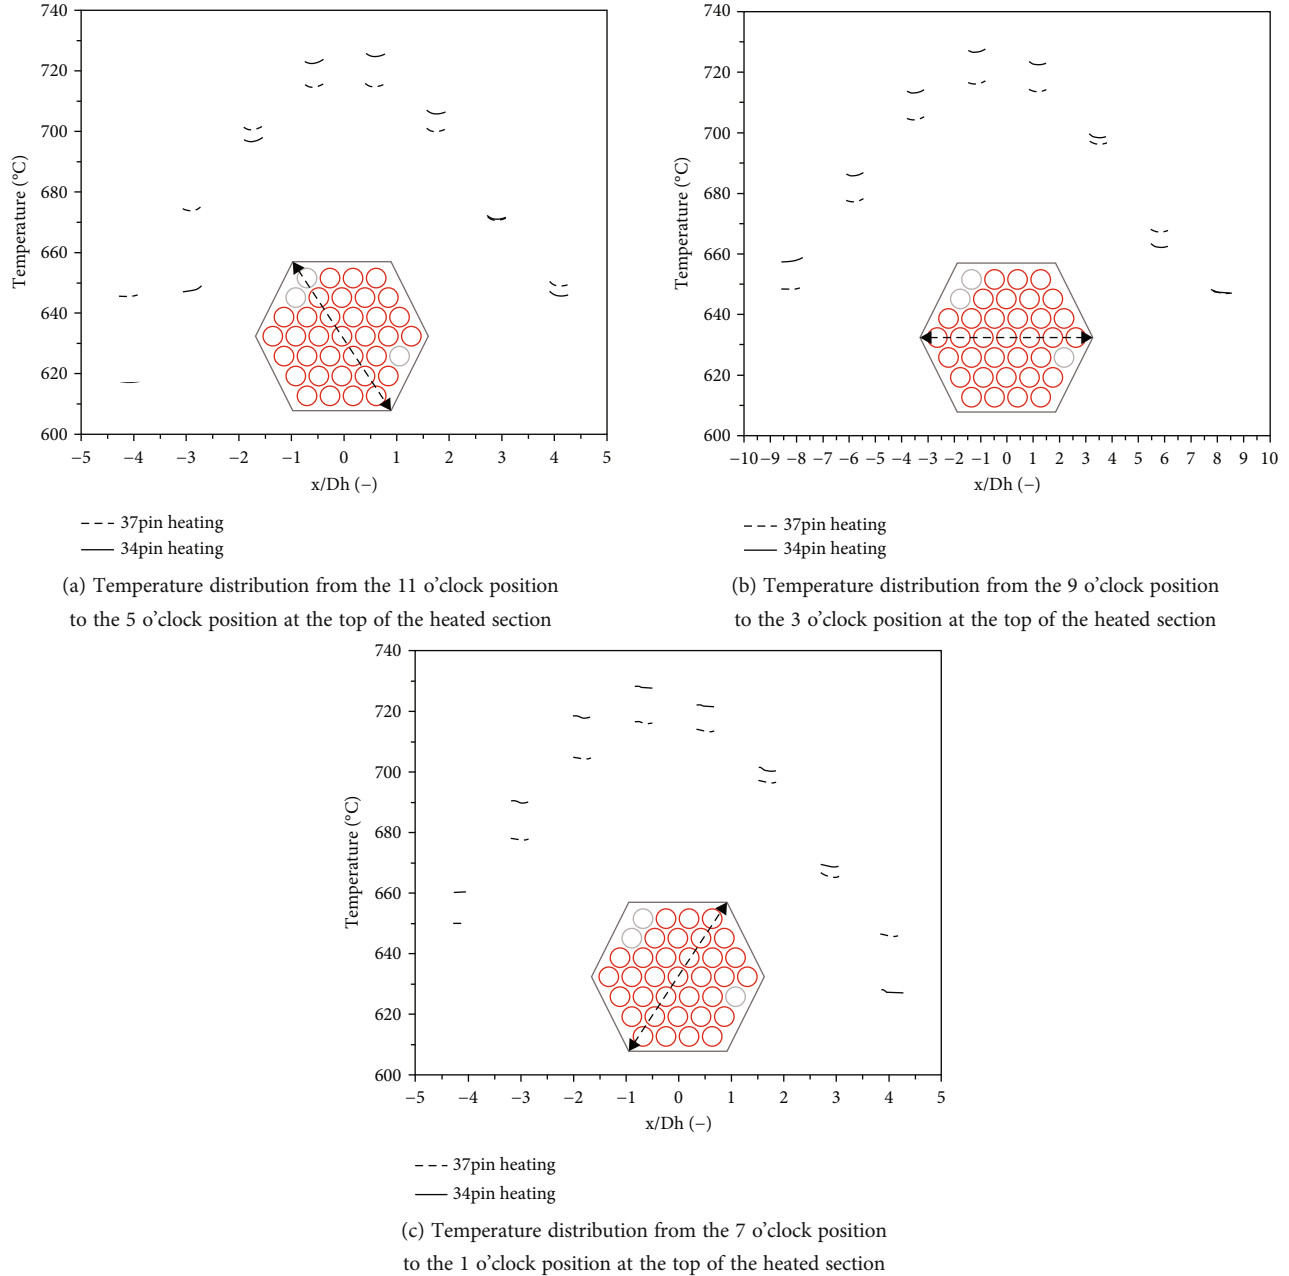 740
720
700
680
660
640
620
600
Temperature (°C)
−5 −4 −3 −2 −1 0 1 2 3 4 5
x/Dh (−)
37pin heating
34pin heating
(a) Temperature distribution from the 11 o'clock position
to the 5 o'clock position at the top of the heated section
740
720
700
680
660
640
620
600
Temperature (°C)
−10 −9 −8 −7 −6 −5 −4 −3 −2 −1 0 1 2 3 4 5 6 7 8 9 10
x/Dh (−)
37pin heating
34pin heating
(b) Temperature distribution from the 9 o'clock position
to the 3 o'clock position at the top of the heated section
740
720
700
680
660
640
620
600
Temperature (°C)
−5 −4 −3 −2 −1 0 1 2 3 4 5
x/Dh (−)
37pin heating
34pin heating
(c) Temperature distribution from the 7 o'clock position
to the 1 o'clock position at the top of the heated section